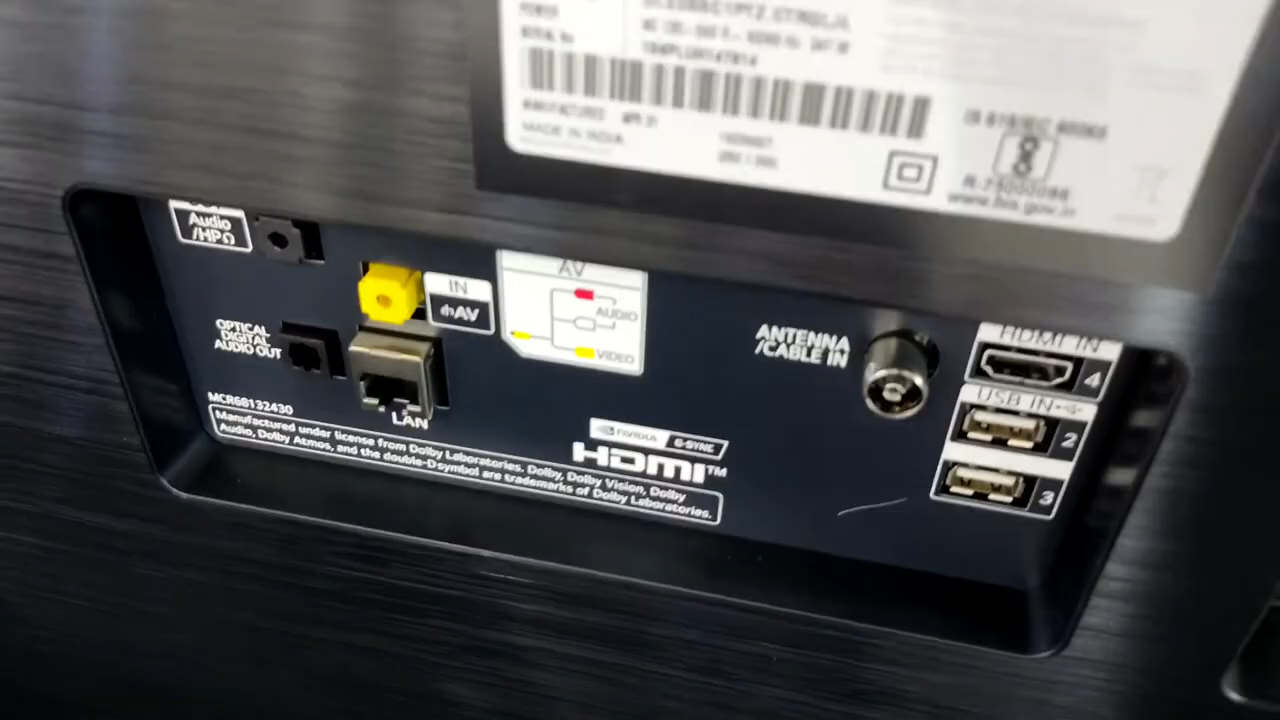 MADE IN INDIA
R-75000086
www.bis.gov.in
Audio
/HPΩ
IN
AV
AV
AUDIO
VIDEO
OPTICAL
DIGITAL
AUDIO OUT
LAN
ANTENNA
/CABLE IN
HDMI IN
4
USB IN
2
3
MCR68132430
Manufactured under license from Dolby Laboratories. Dolby, Dolby Vision, Dolby
Audio, Dolby Atmos, and the double-D symbol are trademarks of Dolby Laboratories.
NVIDIA G-SYNC
HDMI™